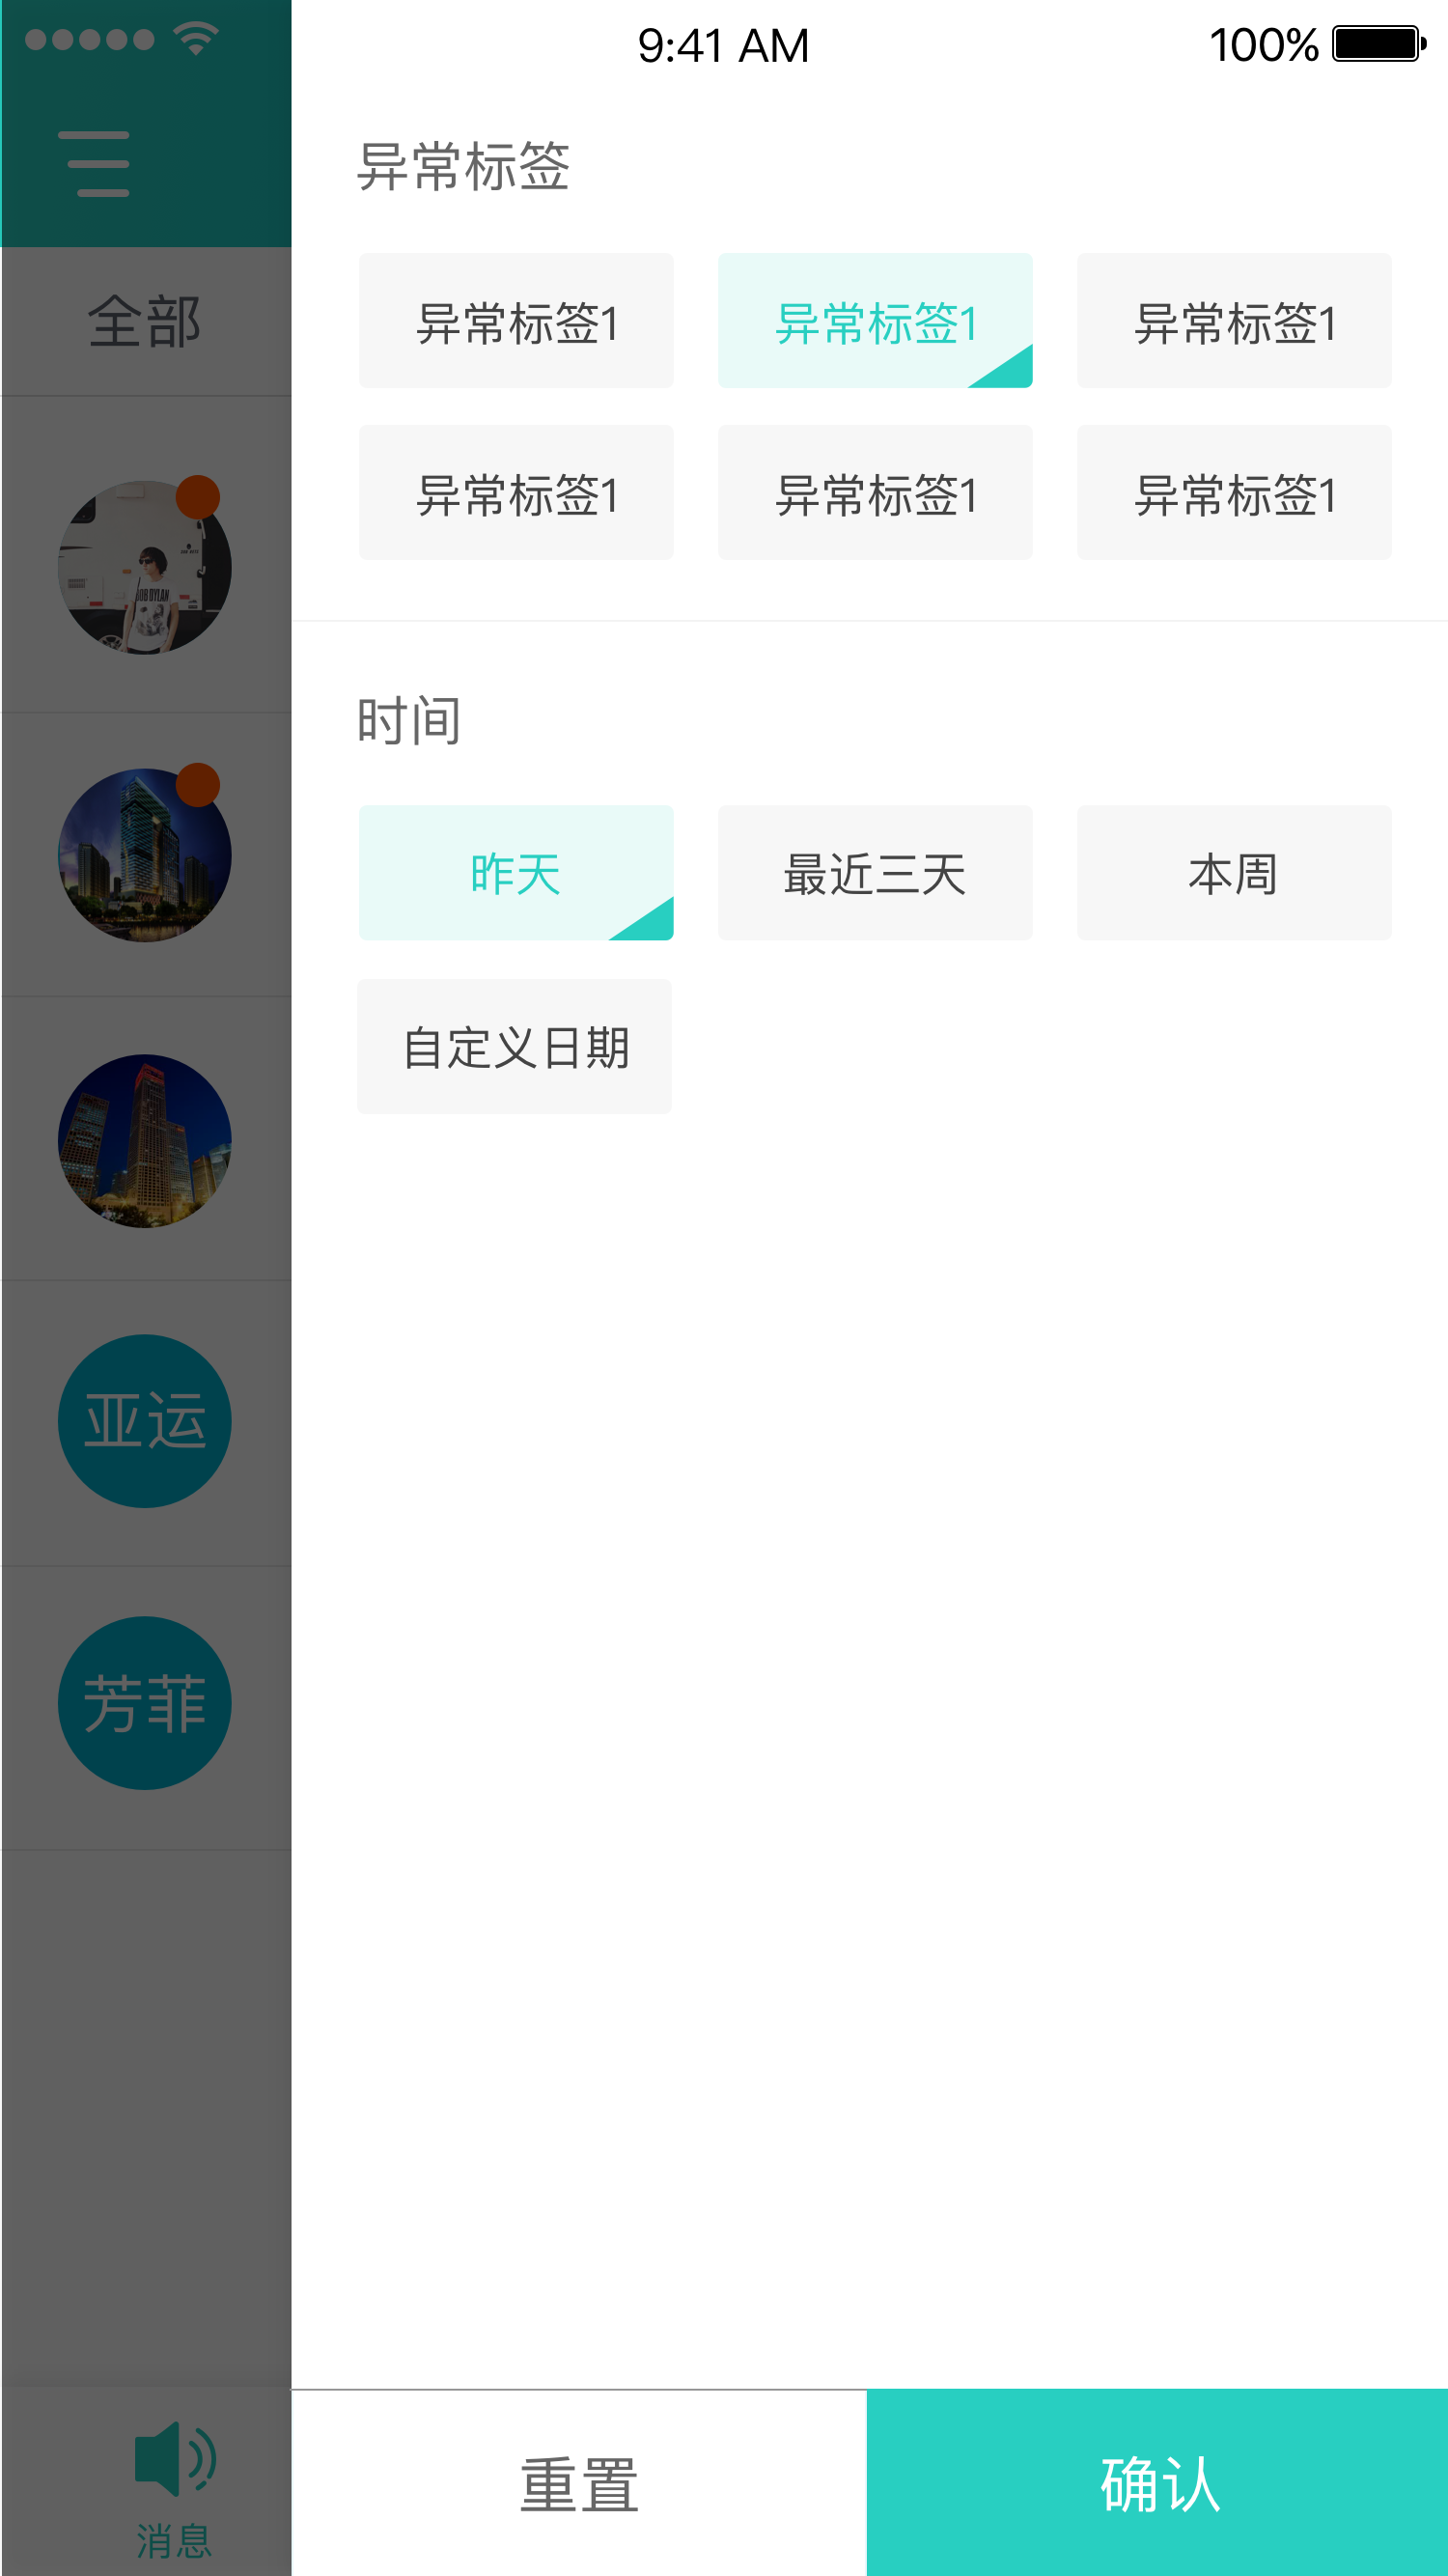 9:41 AM
100%
异常标签
全部
异常标签1 异常标签1 异常标签1
异常标签1 异常标签1 异常标签1
BOB DYLAN
时间
昨天 最近三天 本周
自定义日期
亚运
芳菲
重置 确认
消息